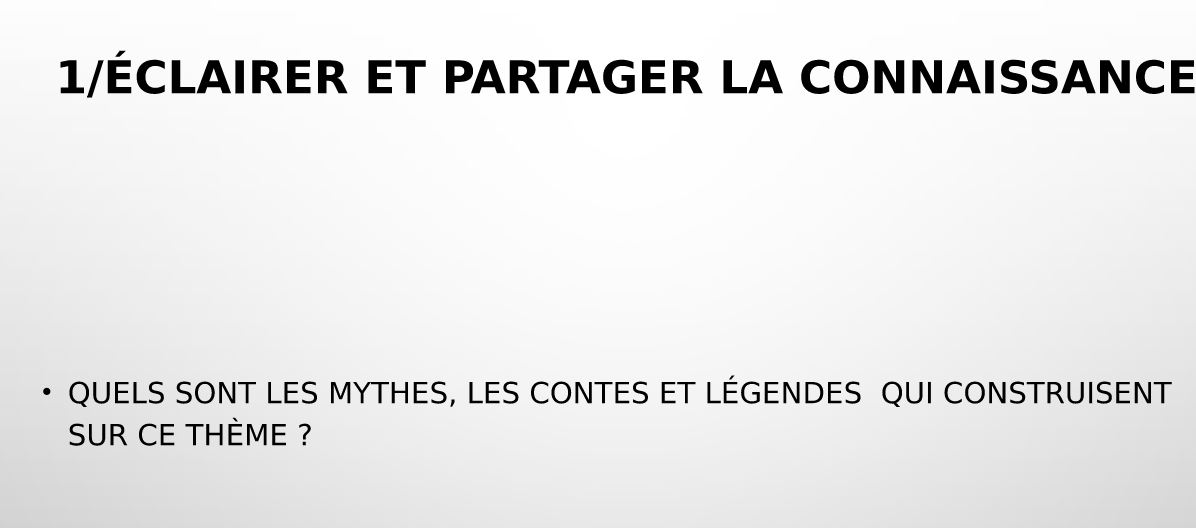 1/ÉCLAIRER ET PARTAGER LA CONNAISSANCE
• QUELS SONT LES MYTHES, LES CONTES ET LÉGENDES  QUI CONSTRUISENT
SUR CE THÈME ?